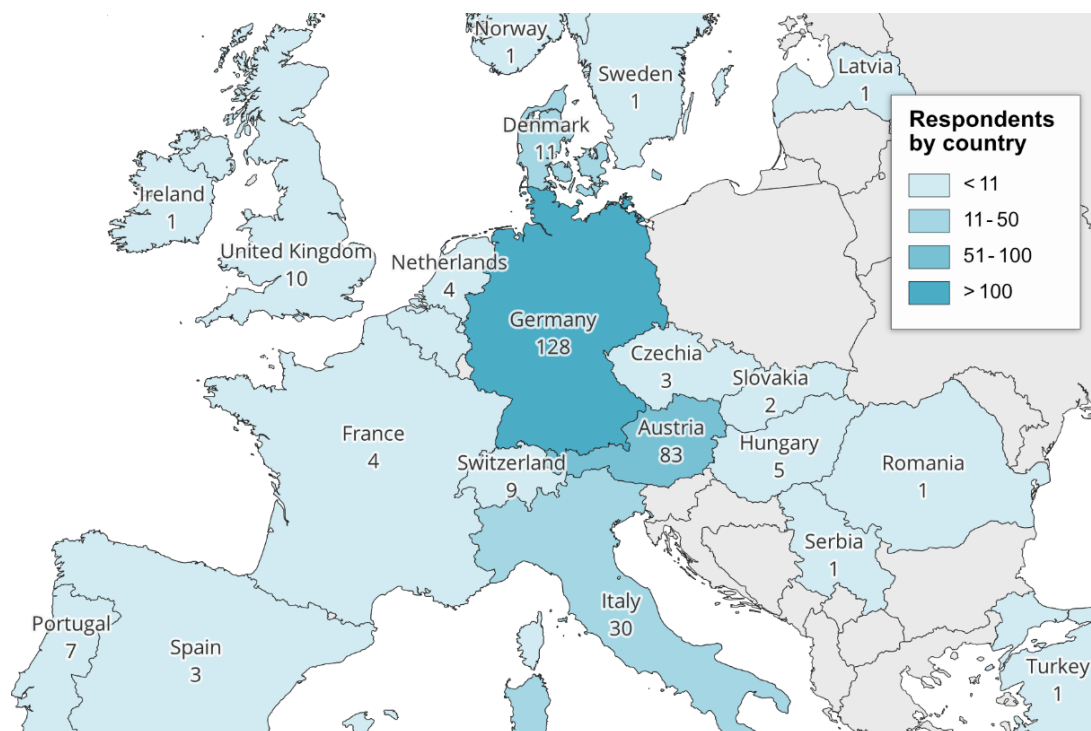 Norway
1
Sweden
1
Latvia
1
Respondents
by country
< 11
11 - 50
51 - 100
> 100
Denmark
11
Ireland
1
United Kingdom
10
Netherlands
4
Germany
128
Czechia
3
Slovakia
2
France
4
Switzerland
9
Austria
83
Hungary
5
Romania
1
Serbia
1
Italy
30
Portugal
7
Spain
3
Turkey
1